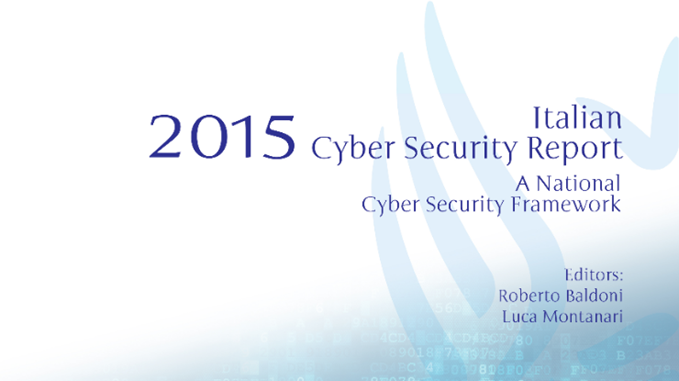 2015
Italian
Cyber Security Report
A National
Cyber Security Framework
Editors:
Roberto Baldoni
Luca Montanari